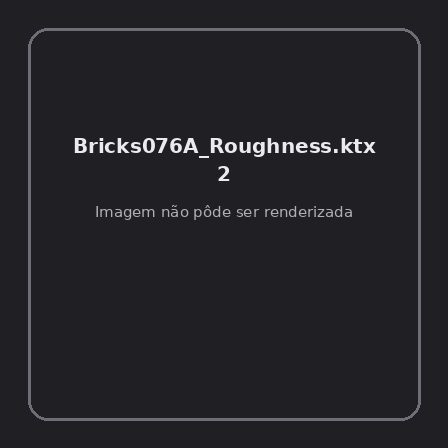 Bricks076A_Roughness.ktx
2
Imagem não pôde ser renderizada